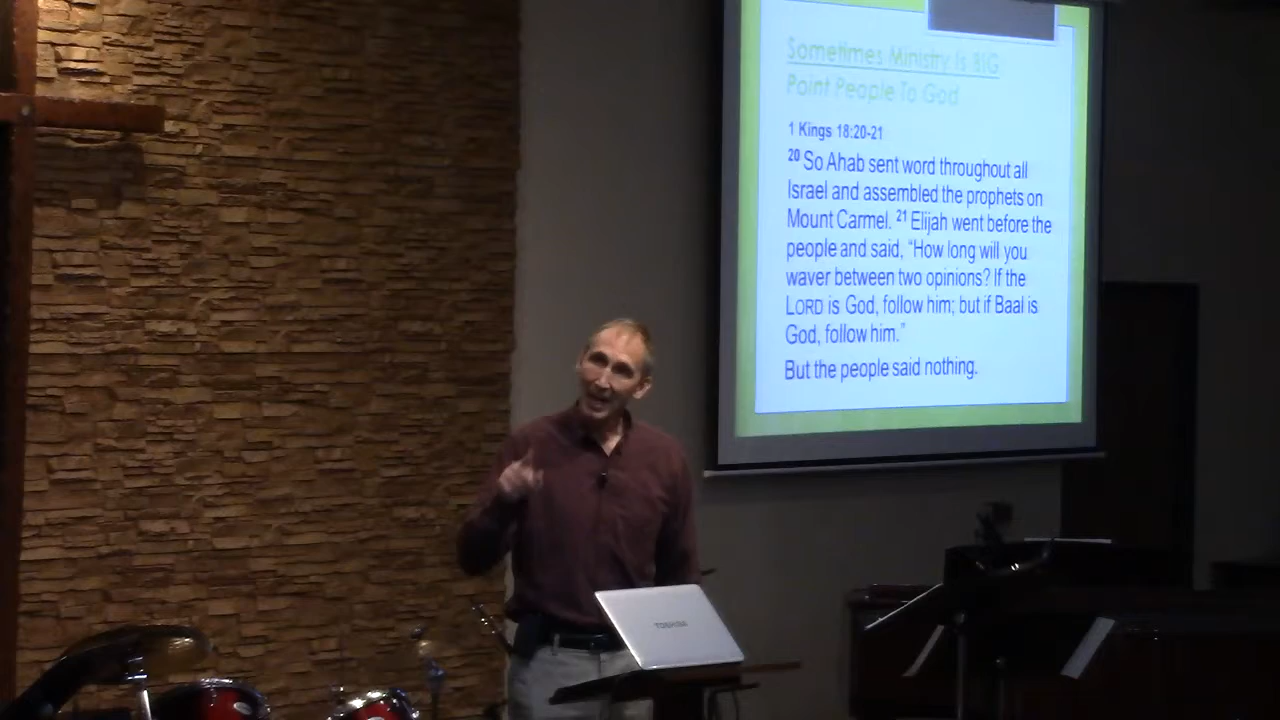 Sometimes Ministry Is BIG
Point People To God
1 Kings 18:20-21
20 So Ahab sent word throughout all
Israel and assembled the prophets on
Mount Carmel. 21 Elijah went before the
people and said, “How long will you
waver between two opinions? If the
LORD is God, follow him; but if Baal is
God, follow him.”
But the people said nothing.
TOSHIBA